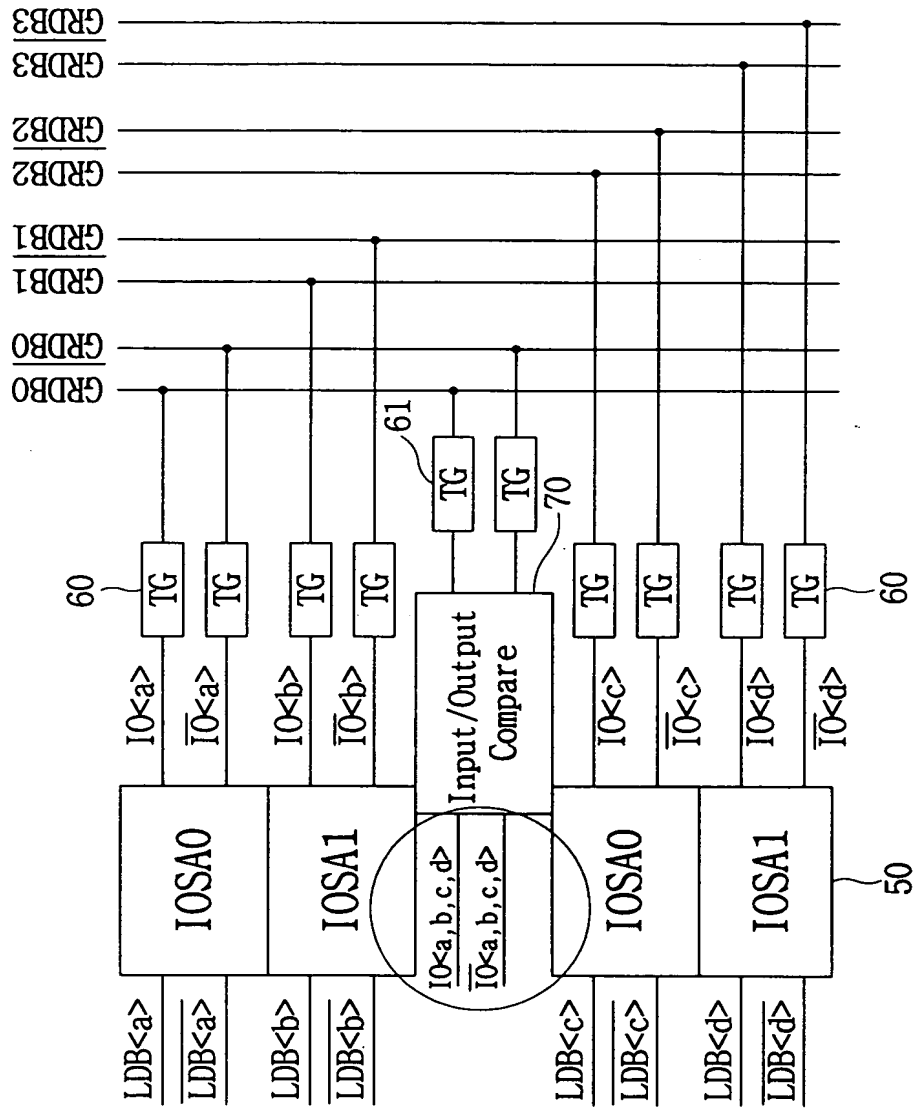 GRDB3
GRDB3
GRDB2
GRDB2
GRDB1
GRDB1
GRDB0
GRDB0
60
TG
TG
TG
TG
61
TG
TG
70
TG
TG
TG
TG
60
IO<a>
IO<a>
IO<b>
IO<b>
Input/Output
Compare
IO<c>
IO<c>
IO<d>
IO<d>
IOSA0
IOSA1
IO<a,b,c,d>
IO<a,b,c,d>
IOSA0
IOSA1
50
LDB<a>
LDB<a>
LDB<b>
LDB<b>
LDB<c>
LDB<c>
LDB<d>
LDB<d>